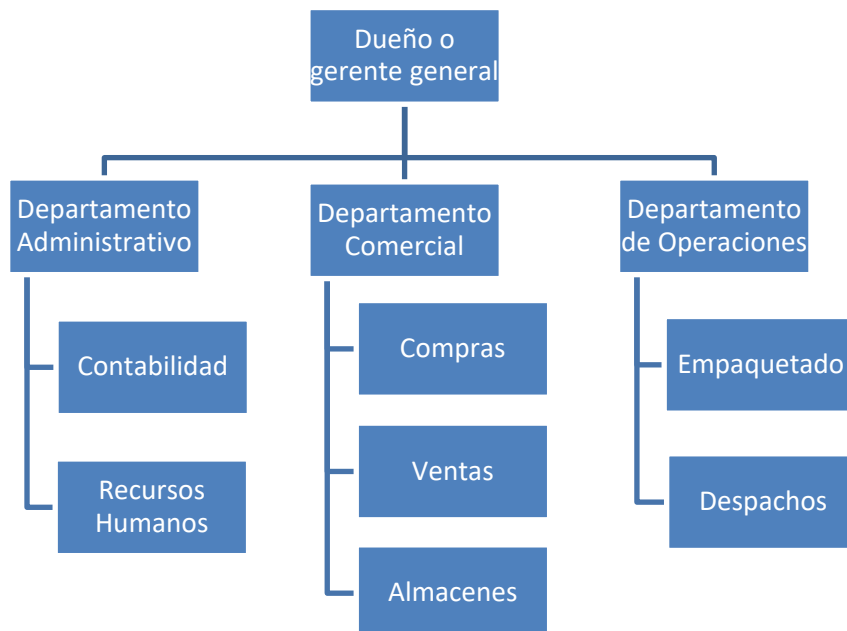 Dueño o
gerente general
Departamento
Administrativo
Departamento
Comercial
Departamento
de Operaciones
Contabilidad
Recursos
Humanos
Compras
Ventas
Almacenes
Empaquetado
Despachos